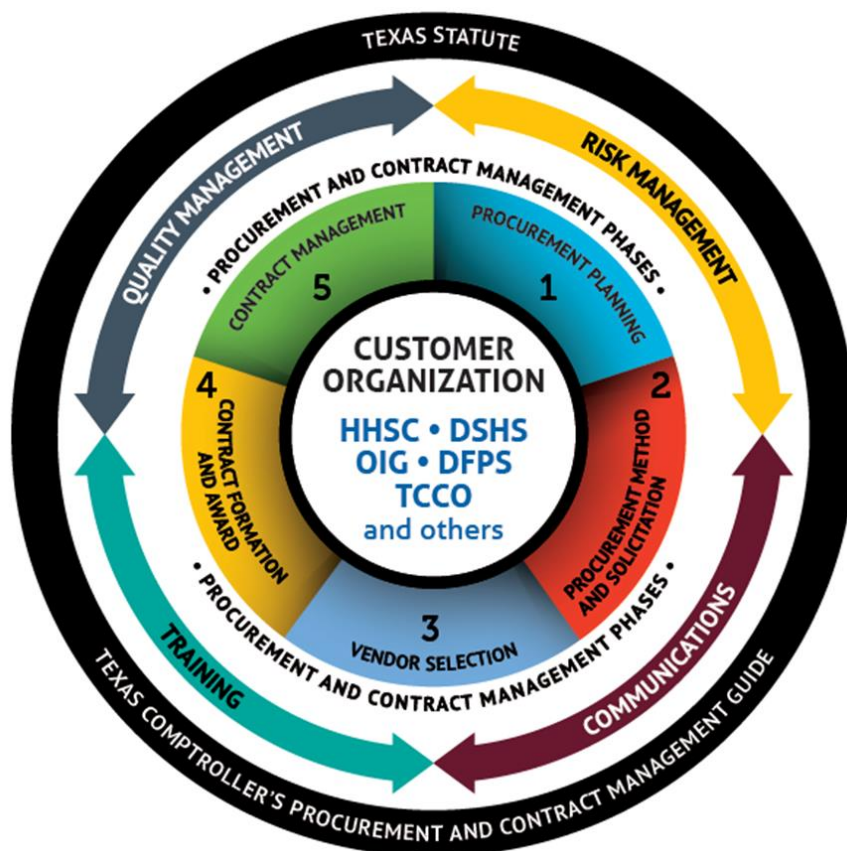 TEXAS STATUTE
QUALITY MANAGEMENT
RISK MANAGEMENT
• PROCUREMENT AND CONTRACT MANAGEMENT PHASES •
CONTRACT MANAGEMENT
5
PROCUREMENT PLANNING
1
2
PROCUREMENT METHOD
AND SOLICITATION
3
VENDOR SELECTION
4
CONTRACT FORMATION
AND AWARD
CUSTOMER
ORGANIZATION
HHSC • DSHS
OIG • DFPS
TCCO
and others
• PROCUREMENT AND CONTRACT MANAGEMENT PHASES •
TRAINING
COMMUNICATIONS
TEXAS COMPTROLLER'S PROCUREMENT AND CONTRACT MANAGEMENT GUIDE